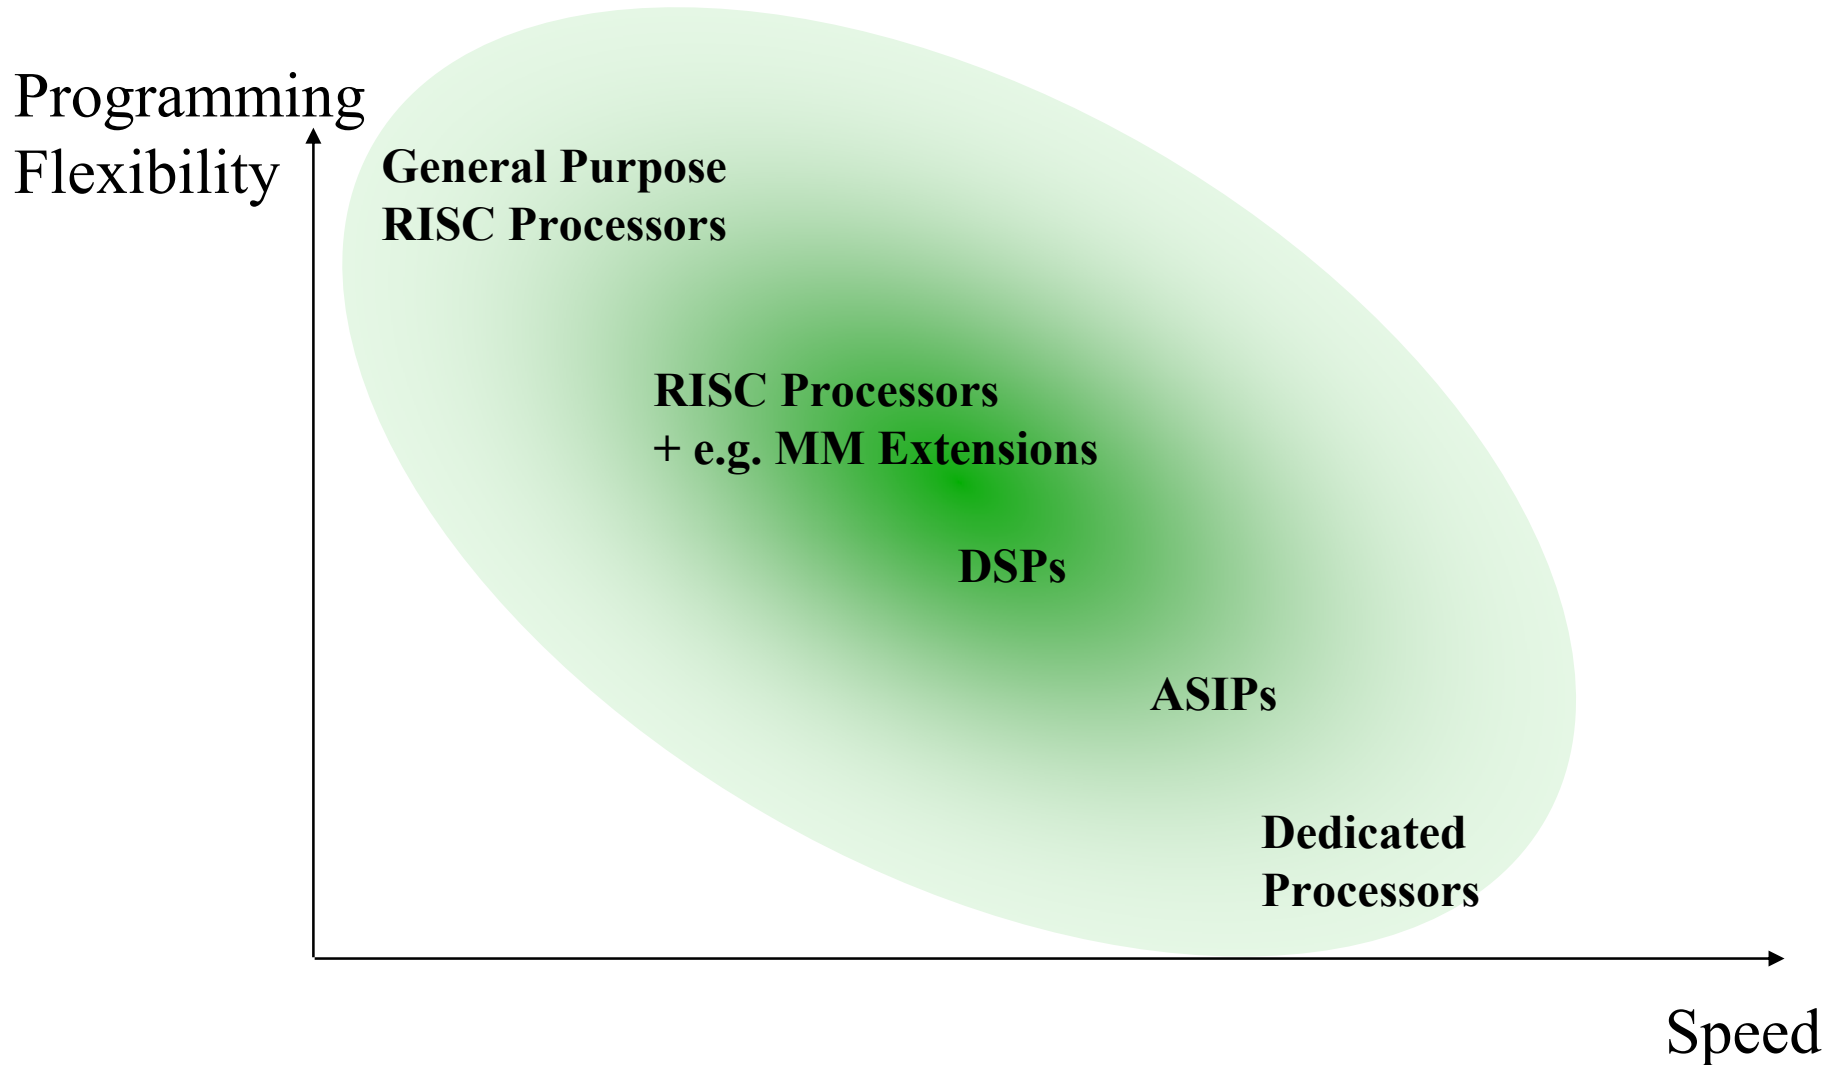 Programming
Flexibility
General Purpose
RISC Processors
RISC Processors
+ e.g. MM Extensions
DSPs
ASIPs
Dedicated
Processors
Speed